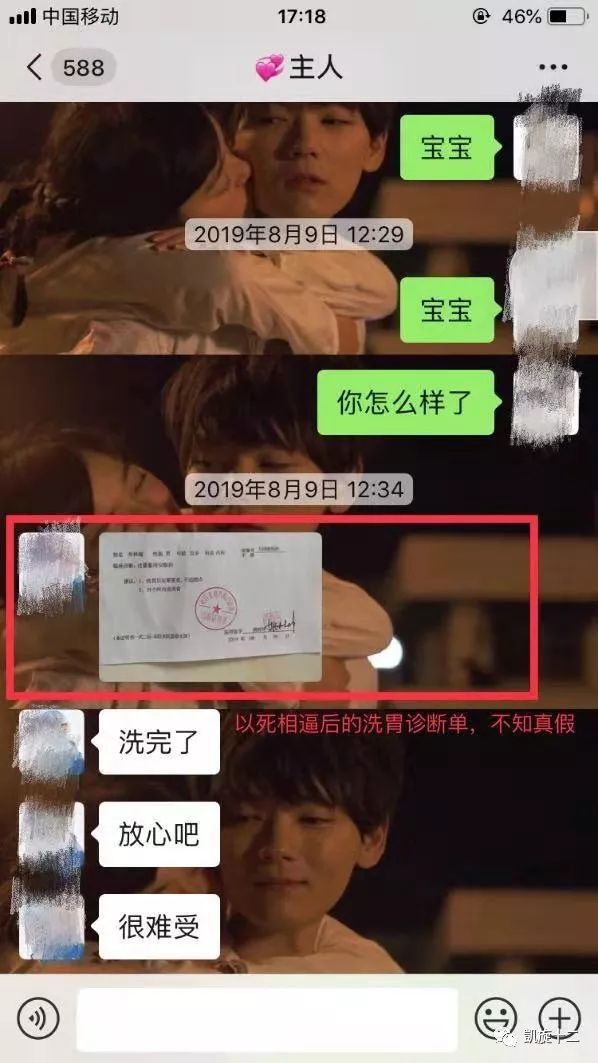 中国移动
17:18
46%
588
💞主人
宝宝
2019年8月9日 12:29
宝宝
你怎么样了
2019年8月9日 12:34
洗完了
以死相逼后的洗胃诊断单，不知真假
放心吧
很难受
凯旋十二